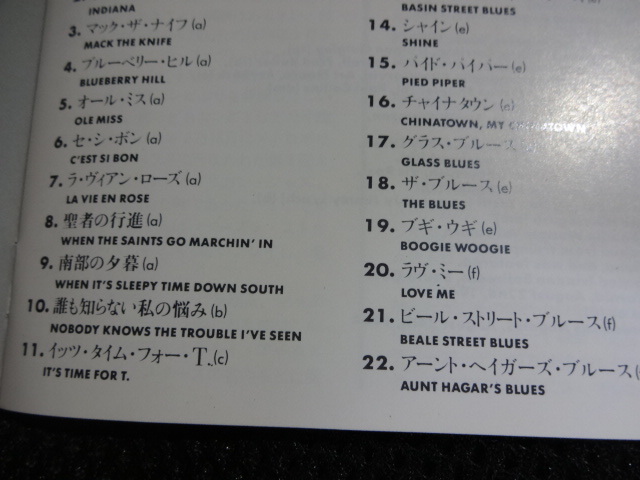 INDIANA
3. マック・ザ・ナイフ(a)
MACK THE KNIFE
4. ブルーベリー・ヒル(a)
BLUEBERRY HILL
5. オール・ミス(a)
OLE MISS
6. セ・シ・ボン(a)
C'EST SI BON
7. ラ・ヴィアン・ローズ(a)
LA VIE EN ROSE
8. 聖者の行進(a)
WHEN THE SAINTS GO MARCHIN' IN
9. 南部の夕暮(a)
WHEN IT'S SLEEPY TIME DOWN SOUTH
10. 誰も知らない私の悩み(b)
NOBODY KNOWS THE TROUBLE I'VE SEEN
11. イッツ・タイム・フォー・T.(c)
IT'S TIME FOR T.
BASIN STREET BLUES
14. シャイン(e)
SHINE
15. パイド・パイパー(e)
PIED PIPER
16. チャイナタウン(e)
CHINATOWN, MY CHINATOWN
17. グラス・ブルース
GLASS BLUES
18. ザ・ブルース(e)
THE BLUES
19. ブギ・ウギ(e)
BOOGIE WOOGIE
20. ラヴ・ミー(f)
LOVE ME
21. ビール・ストリート・ブルース(f)
BEALE STREET BLUES
22. アーント・ヘイガーズ・ブルース
AUNT HAGAR'S BLUES